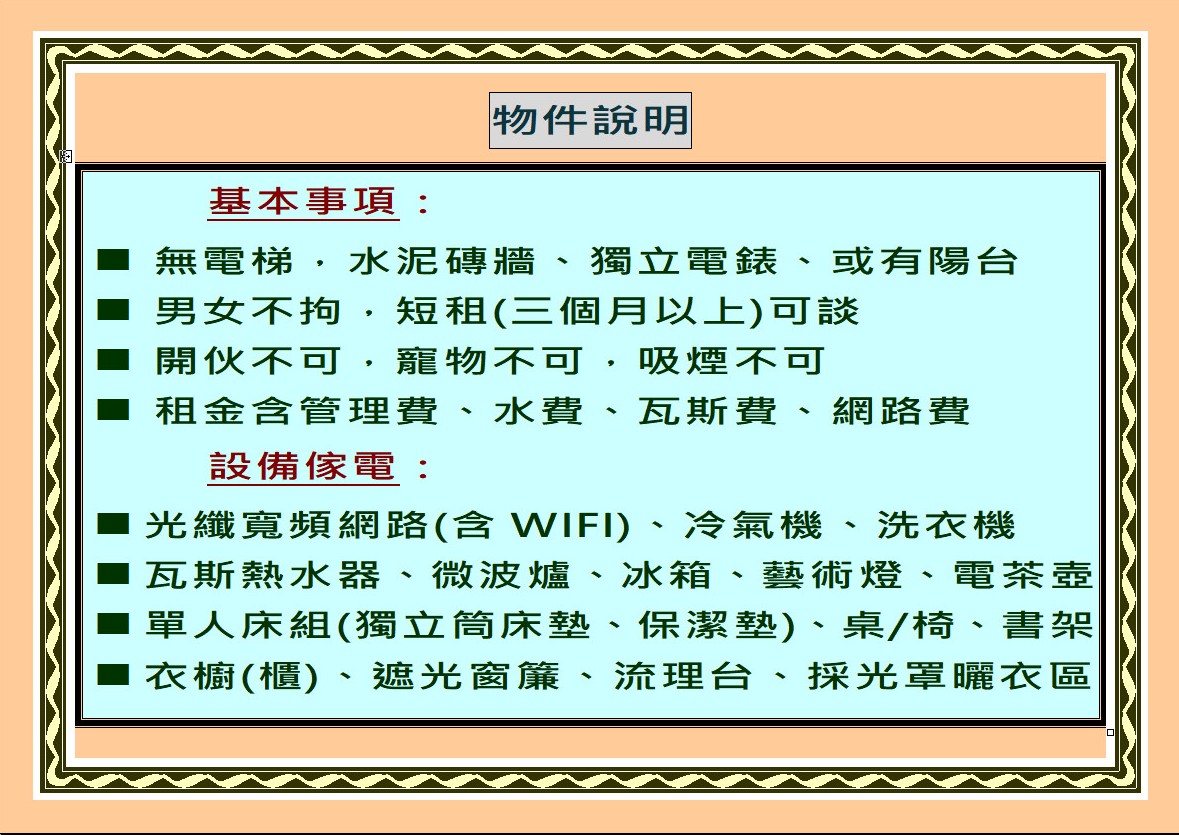 物件說明
基本事項：
■ 無電梯，水泥磚牆、獨立電錶、或有陽台
■ 男女不拘，短租(三個月以上)可談
■ 開伙不可，寵物不可，吸煙不可
■ 租金含管理費、水費、瓦斯費、網路費
設備傢電：
■ 光纖寬頻網路(含 WIFI)、冷氣機、洗衣機
■ 瓦斯熱水器、微波爐、冰箱、藝術燈、電茶壺
■ 單人床組(獨立筒床墊、保潔墊)、桌/椅、書架
■ 衣櫥(櫃)、遮光窗簾、流理台、採光罩曬衣區